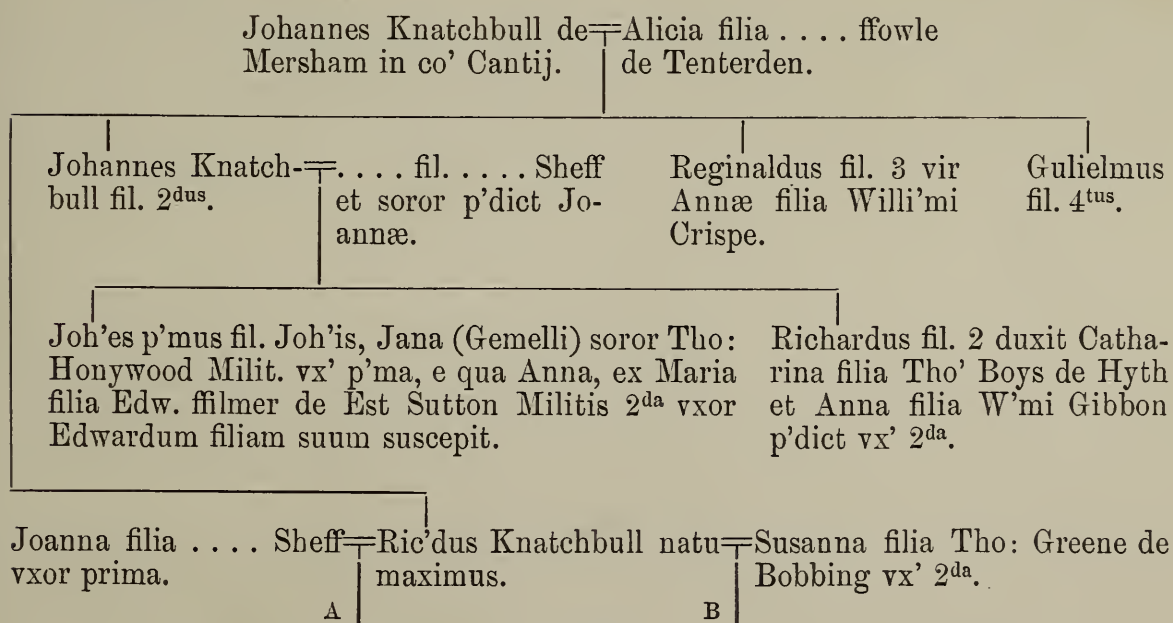 Johannes Knatchbull de Alicia filia . . . . ffowle
Mersham in co' Cantij. de Tenterden.
Johannes Knatch-
bull fil. 2dus.
. . . . fil. . . . . Sheff
et soror p'dict Jo-
annæ.
Reginaldus fil. 3 vir
Annæ filia Willi'mi
Crispe.
Gulielmus
fil. 4tus.
Joh'es p'mus fil. Joh'is, Jana (Gemelli) soror Tho:
Honywood Milit. vx' p'ma, e qua Anna, ex Maria
filia Edw. ffilmer de Est Sutton Militis 2da vxor
Edwardum filiam suum suscepit.
Richardus fil. 2 duxit Catha-
rina filia Tho' Boys de Hyth
et Anna filia W'mi Gibbon
p'dict vx' 2da.
Joanna filia . . . . Sheff
vxor prima.
Ric'dus Knatchbull natu
maximus.
Susanna filia Tho: Greene de
Bobbing vx' 2da.
A B